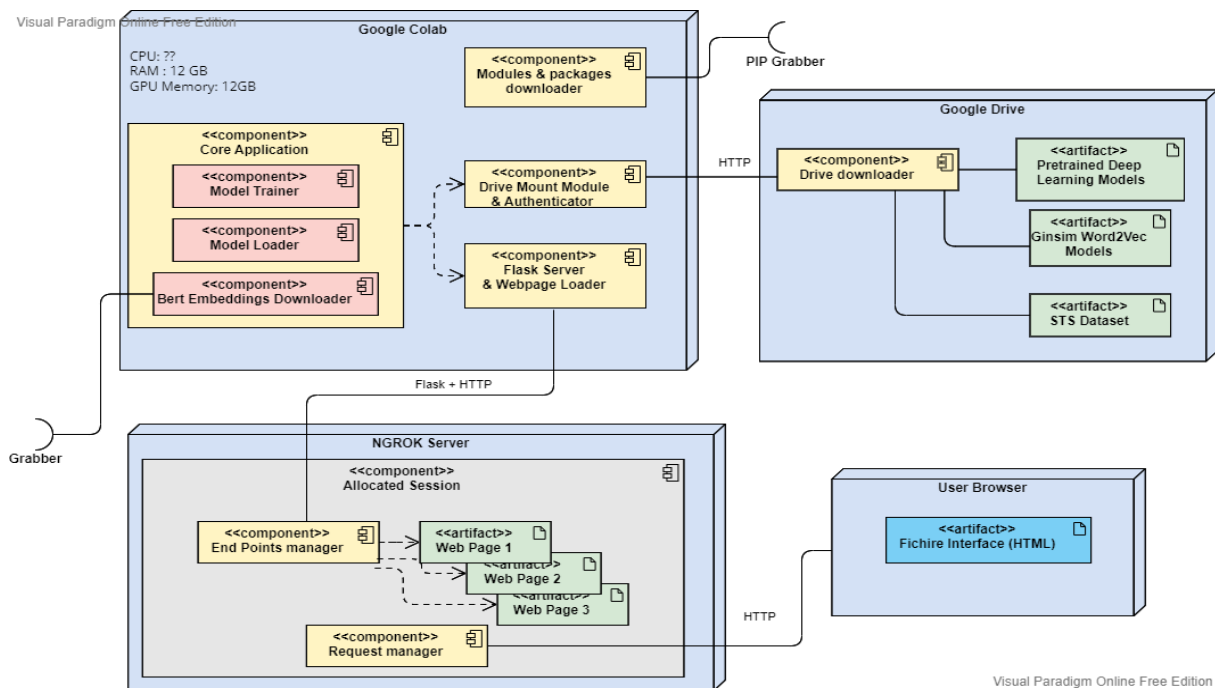 Visual Paradigm Online Free Edition
Google Colab
CPU: ??
RAM : 12 GB
GPU Memory: 12GB
<<component>>
Modules & packages
downloader
PIP Grabber
<<component>>
Core Application
<<component>>
Model Trainer
<<component>>
Model Loader
<<component>>
Bert Embeddings Downloader
<<component>>
Drive Mount Module
& Authenticator
<<component>>
Flask Server
& Webpage Loader
HTTP
Google Drive
<<component>>
Drive downloader
<<artifact>>
Pretrained Deep
Learning Models
<<artifact>>
Ginsim Word2Vec
Models
<<artifact>>
STS Dataset
Flask + HTTP
Grabber
NGROK Server
<<component>>
Allocated Session
<<component>>
End Points manager
<<artifact>>
Web Page 1
<<artifact>>
Web Page 2
<<artifact>>
Web Page 3
<<component>>
Request manager
HTTP
User Browser
<<artifact>>
Fichire Interface (HTML)
Visual Paradigm Online Free Edition